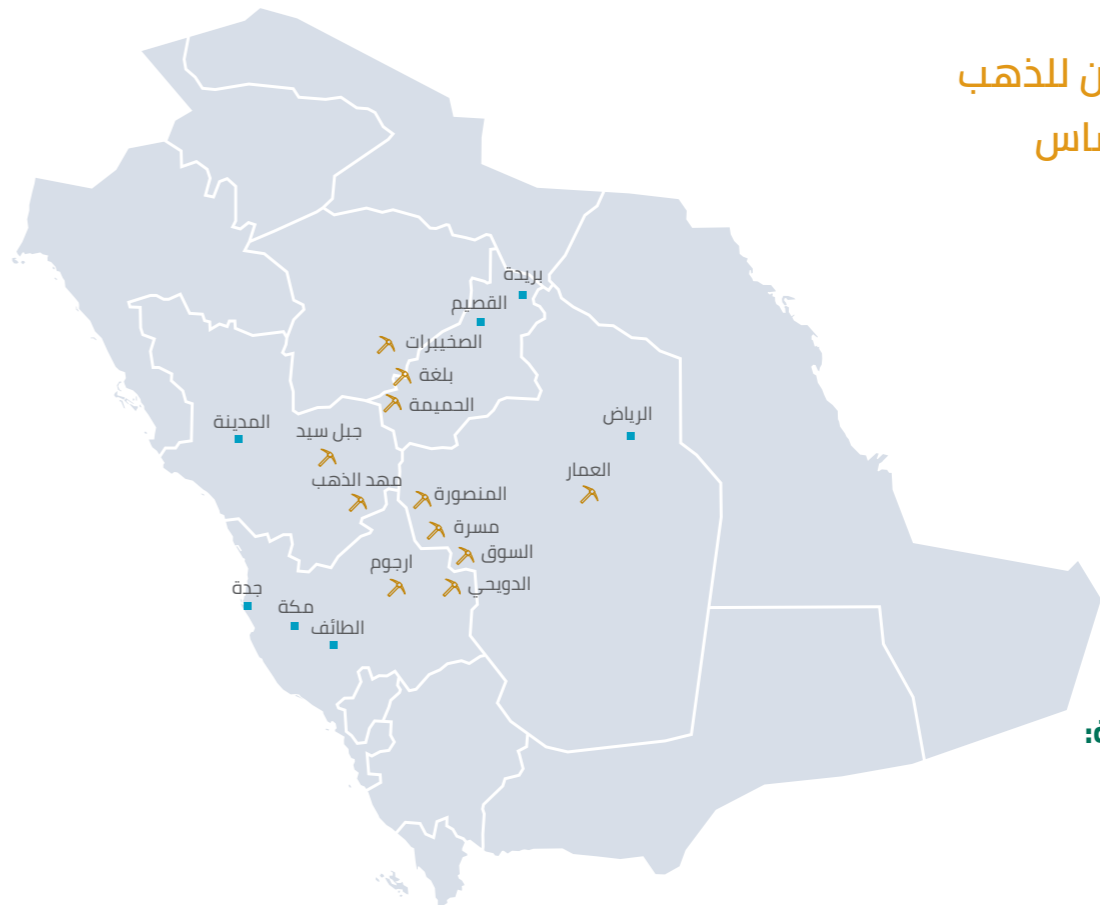 ن للذهب
بريدة
القصيم
الصخيبرات
بلغة
الحميمة
الرياض
المدينة
جبل سيد
العمار
مهد الذهب
المنصورة
مسرة
السوق
ارجوم
الدويحي
جدة
مكة
الطائف